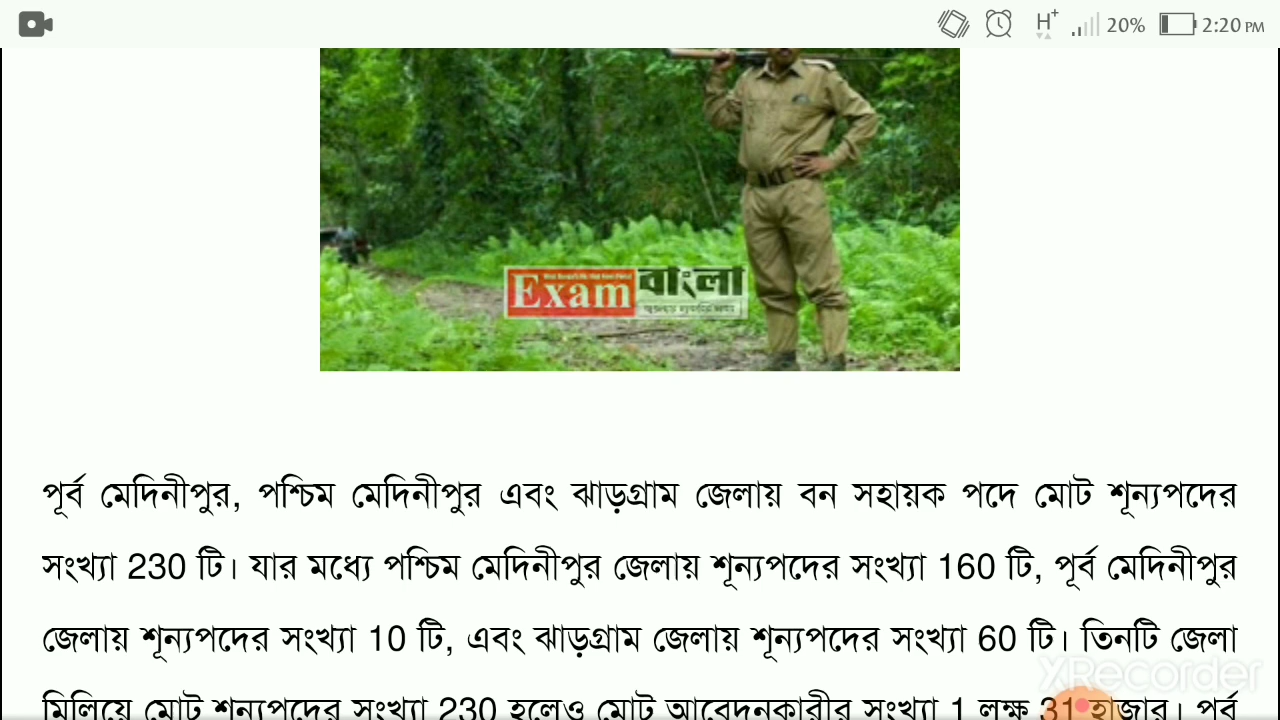 20% 2:20 PM
Exam বাংলা
পূর্ব মেদিনীপুর, পশ্চিম মেদিনীপুর এবং ঝাড়গ্রাম জেলায় বন সহায়ক পদে মোট শূন্যপদের
সংখ্যা 230 টি। যার মধ্যে পশ্চিম মেদিনীপুর জেলায় শূন্যপদের সংখ্যা 160 টি, পূর্ব মেদিনীপুর
জেলায় শূন্যপদের সংখ্যা 10 টি, এবং ঝাড়গ্রাম জেলায় শূন্যপদের সংখ্যা 60 টি। তিনটি জেলা
XRecorder
মিলিয়ে মোট শূন্যপদের সংখ্যা 230 হলেও মোট আবেদনকারীর সংখ্যা 1 লক্ষ 31 হাজার। পূর্ব